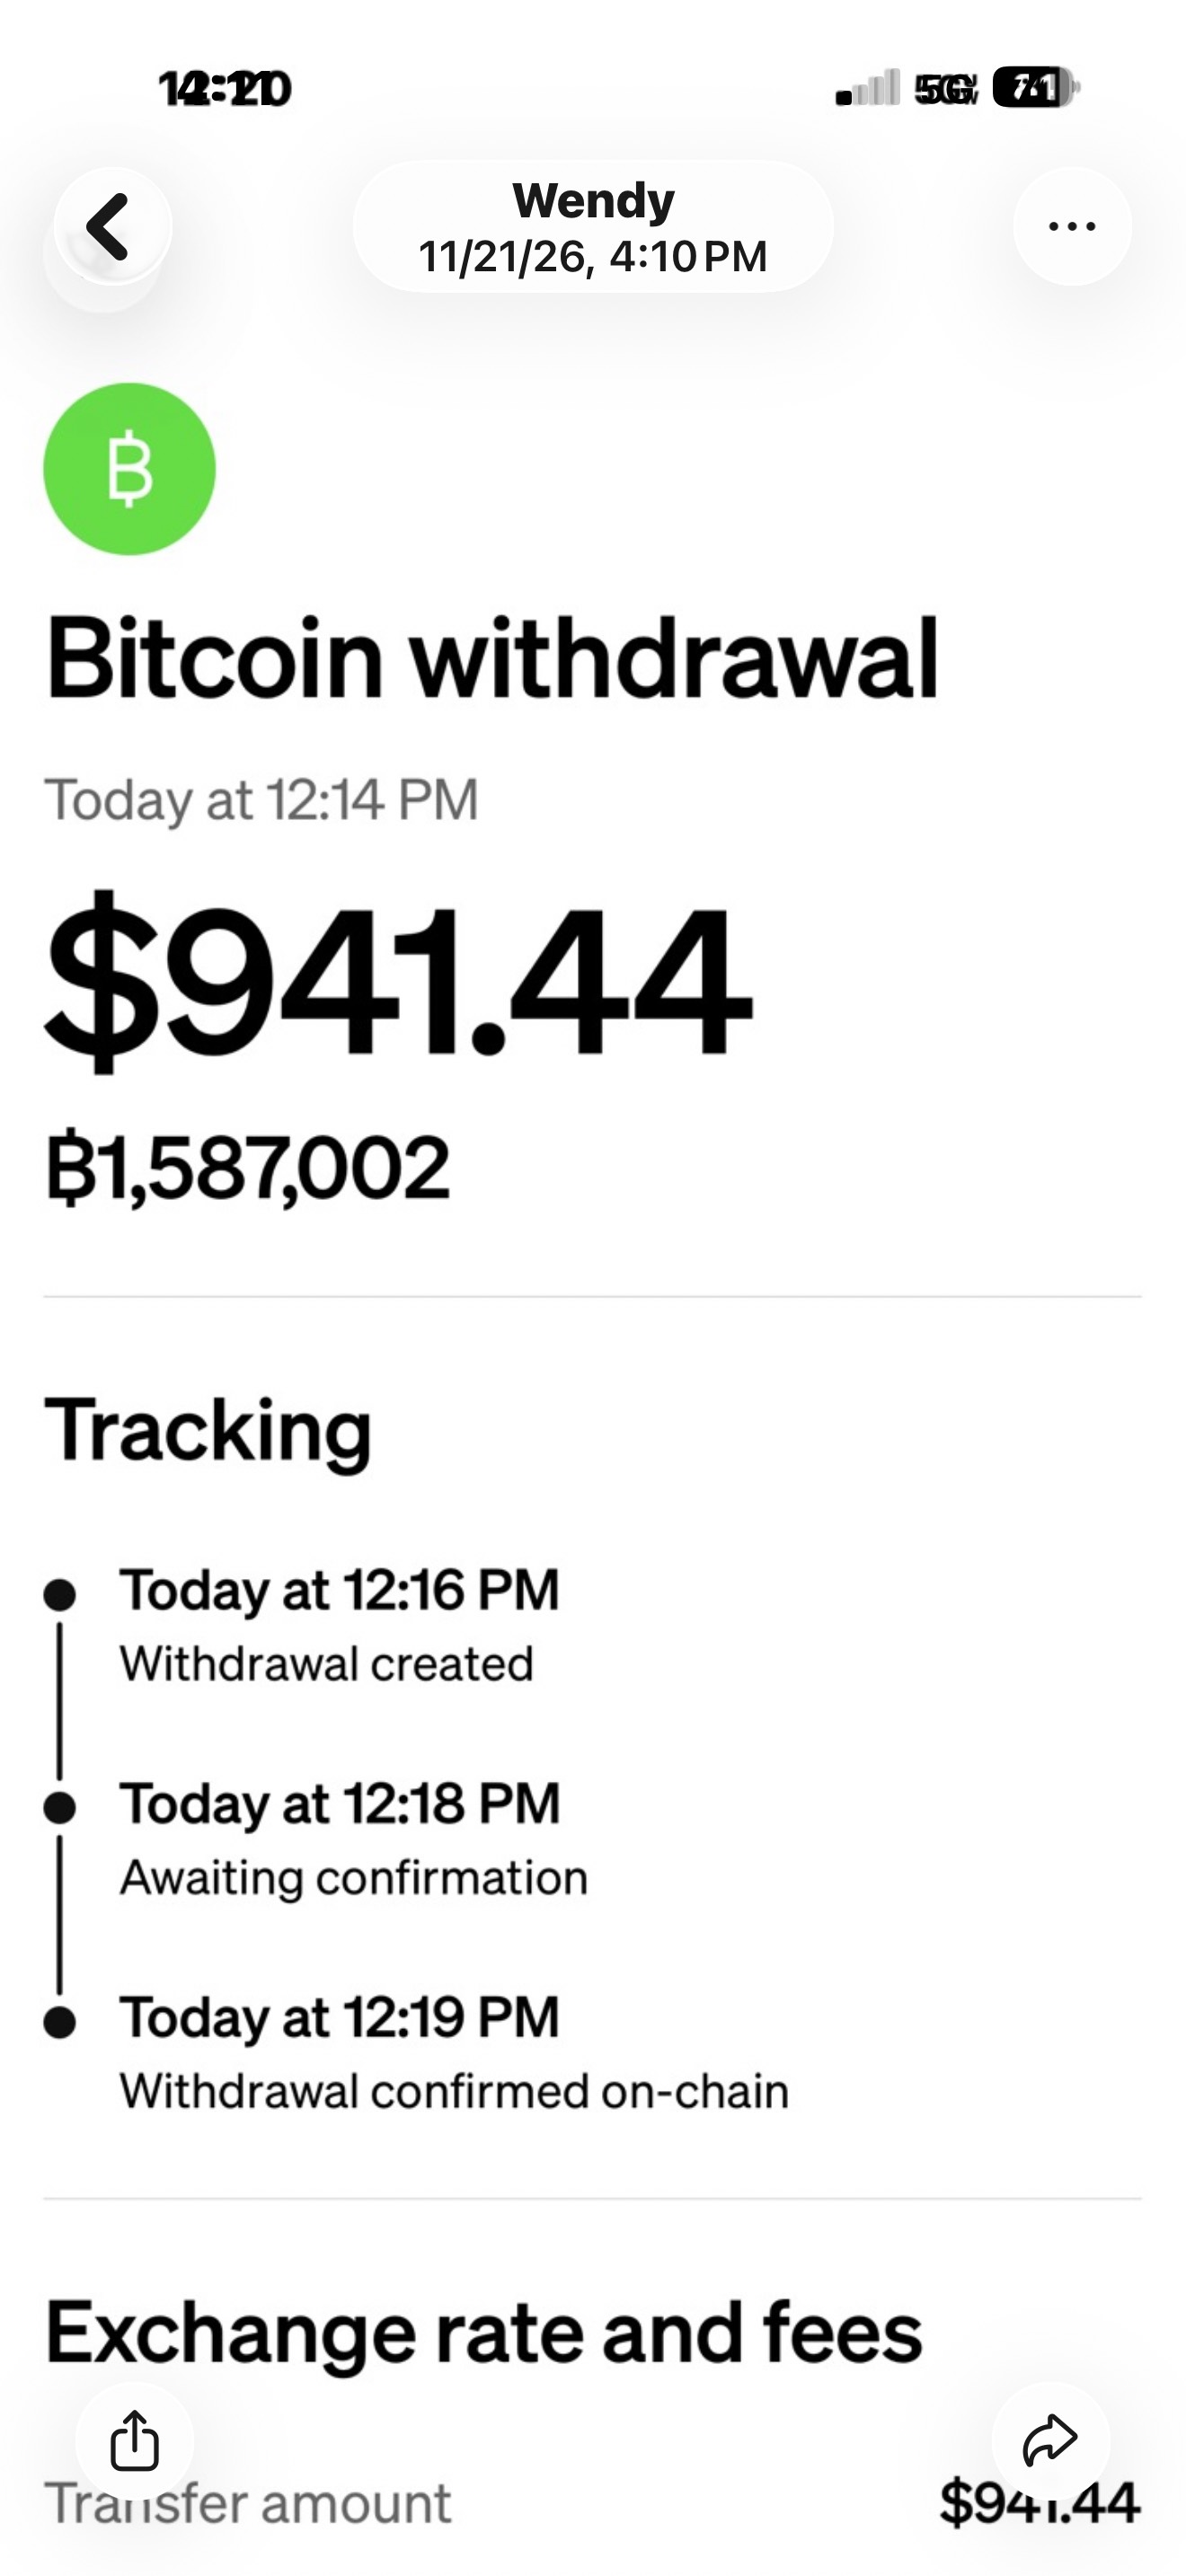 Wendy
11/21/26, 4:10 PM
Bitcoin withdrawal
Today at 12:14 PM
$941.44
₿1,587,002
Tracking
Today at 12:16 PM
Withdrawal created
Today at 12:18 PM
Awaiting confirmation
Today at 12:19 PM
Withdrawal confirmed on-chain
Exchange rate and fees
Transfer amount
$941.44